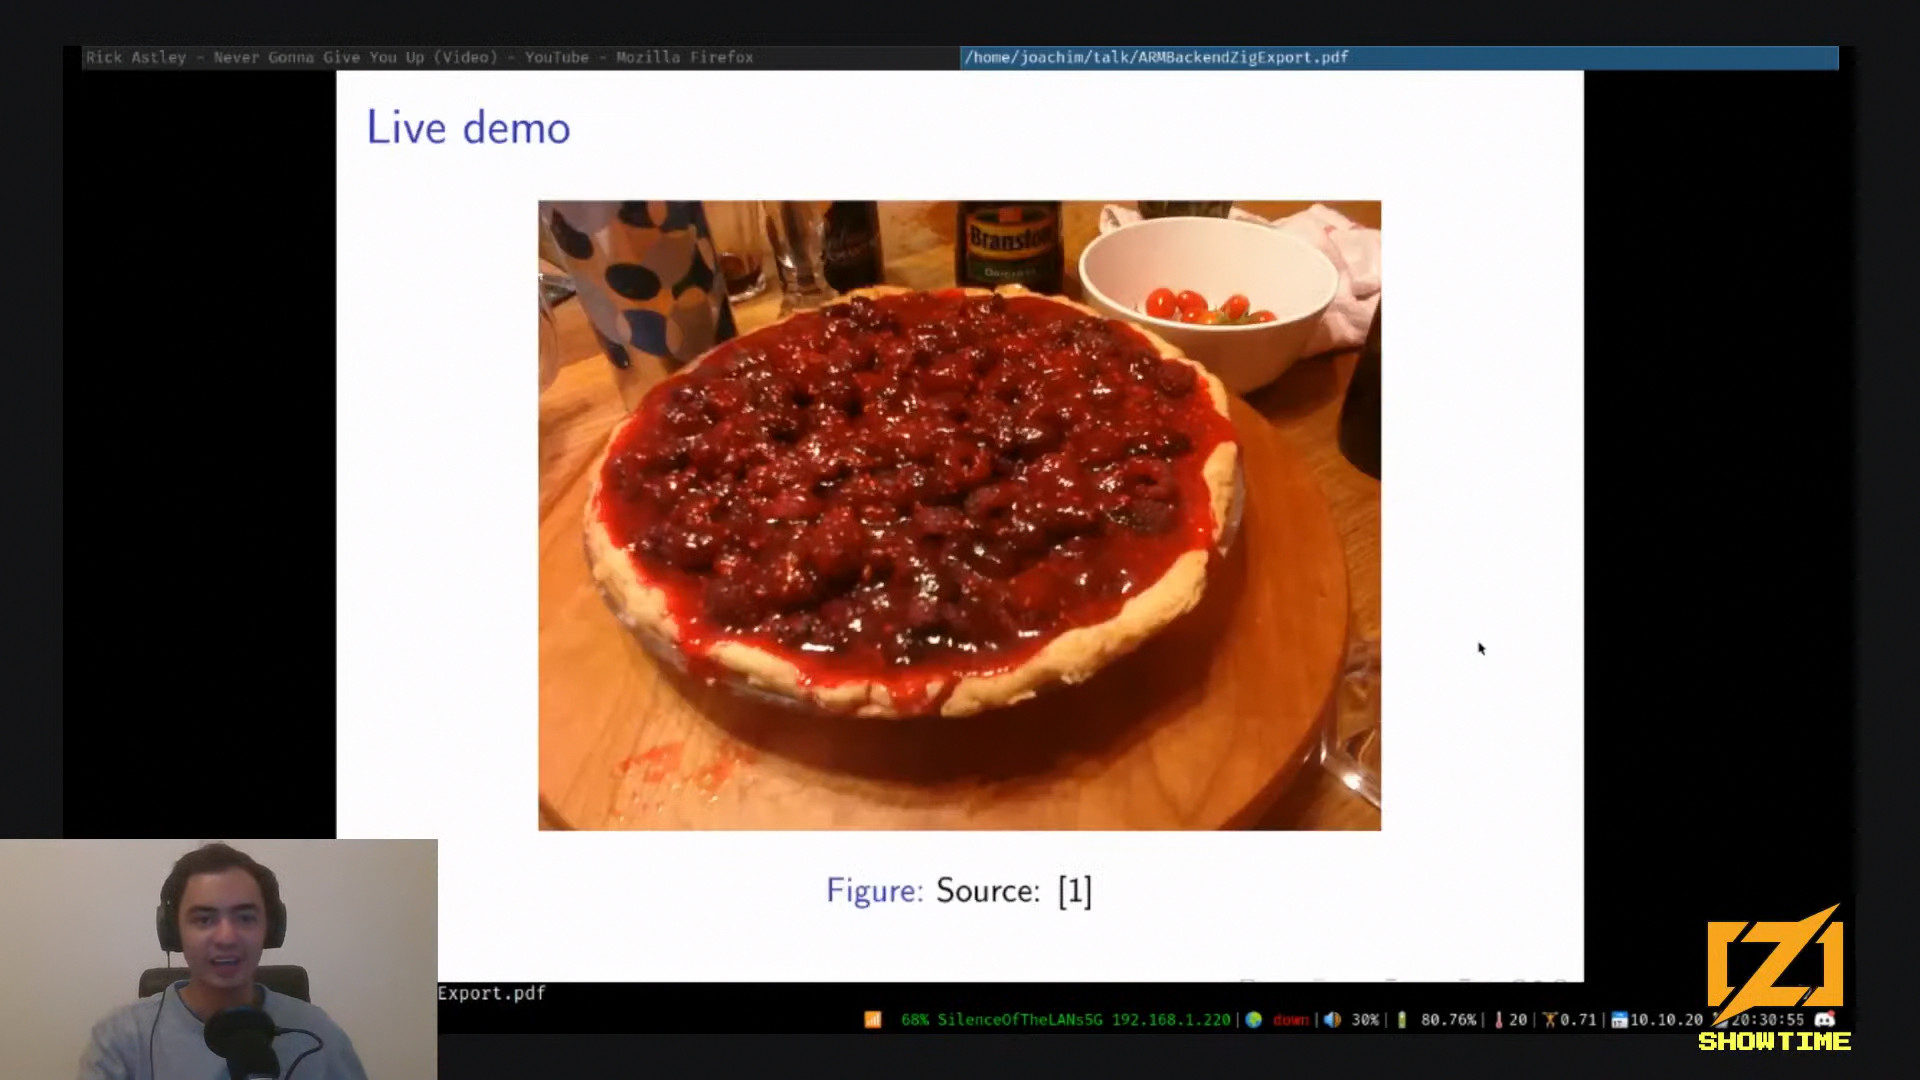 Rick Astley - Never Gonna Give You Up (Video) - YouTube - Mozilla Firefox
/home/joachim/talk/ARMBackendZigExport.pdf
Live demo
Branston
ORIGINAL
Figure: Source: [1]
Export.pdf
68% SilenceOfTheLANs5G 192.168.1.220 | down | 30% | 80.76% | 20 | 0.71 | 10.10.20 20:30:55
SHOWTIME